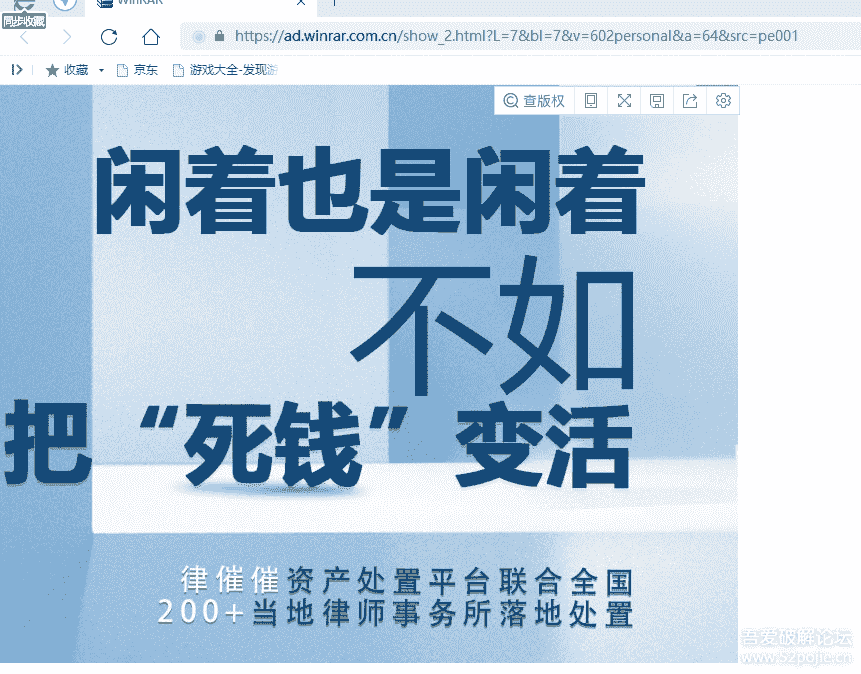 WinRAR
同步收藏
https://ad.winrar.com.cn/show_2.html?L=7&bl=7&v=602personal&a=64&src=pe001
收藏 京东 游戏大全-发现游
查版权
闲着也是闲着
不如
把“死钱”变活
律催催资产处置平台联合全国
200+当地律师事务所落地处置
吾爱破解论坛
www.52pojie.cn